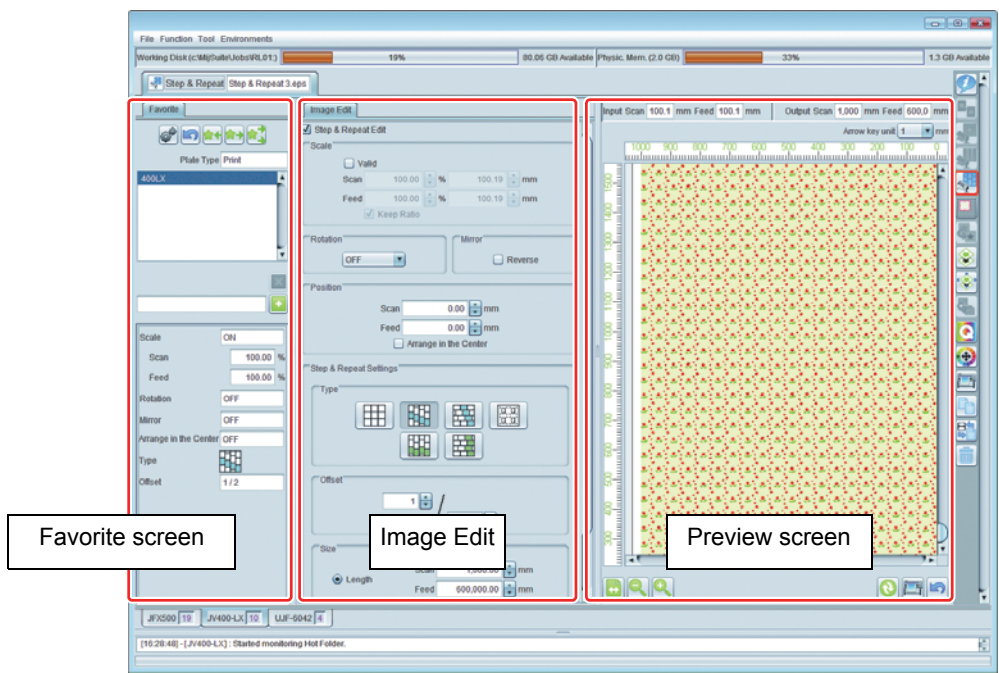 File Function Tool Environments
Working Disk (c:\MijSuite\Jobs\RL01:) 19% 80.06 GB Available Physic. Mem. (2.0 GB) 33% 1.3 GB Available
Step & Repeat Step & Repeat 3.eps
Favorite
Plate Type Print
400LX
Scale ON
Scan 100.00 %
Feed 100.00 %
Rotation OFF
Mirror OFF
Arrange in the Center OFF
Type
Offset 1 / 2
Favorite screen
Image Edit
Step & Repeat Edit
Scale
Valid
Scan 100.00 % 100.19 mm
Feed 100.00 % 100.19 mm
Keep Ratio
Rotation Mirror
OFF Reverse
Position
Scan 0.00 mm
Feed 0.00 mm
Arrange in the Center
Step & Repeat Settings
Type
Offset
1 /
Image Edit
Size
Scan 1,000.00 mm
Length
Feed 600,000.00 mm
Input Scan 100.1 mm Feed 100.1 mm Output Scan 1,000 mm Feed 600,0 mm
Arrow key unit 1 mm
1000 900 800 700 600 500 400 300 200 100 0
Preview screen
JFX500 19 JV400-LX 10 UJF-6042 4
[16:28:48] - [JV400-LX] : Started monitoring Hot Folder.